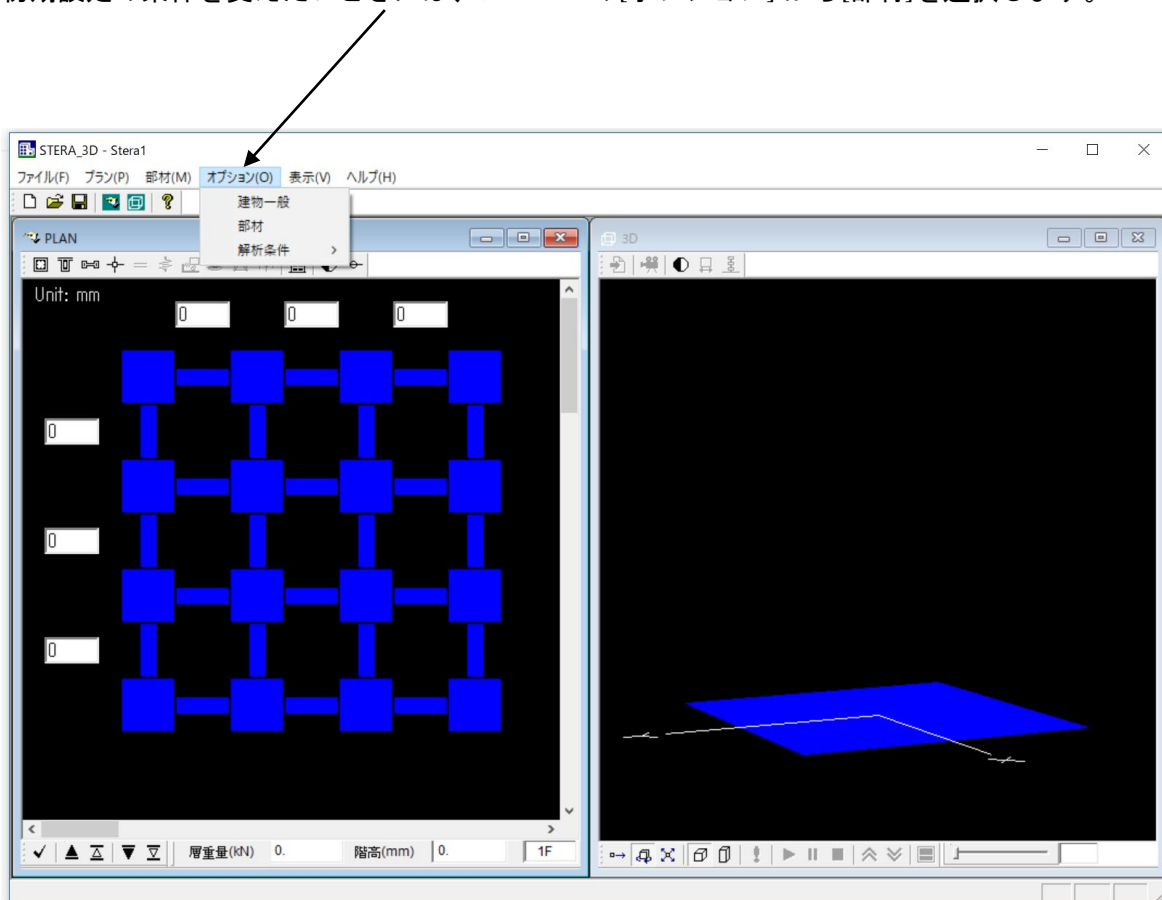 STERA_3D - Stera1
ファイル(F) プラン(P) 部材(M) オプション(O) 表示(V) ヘルプ(H)
建物一般
部材
解析条件
PLAN
3D
Unit: mm
0 0 0
0
0
0
層重量(kN) 0. 階高(mm) 0. 1F